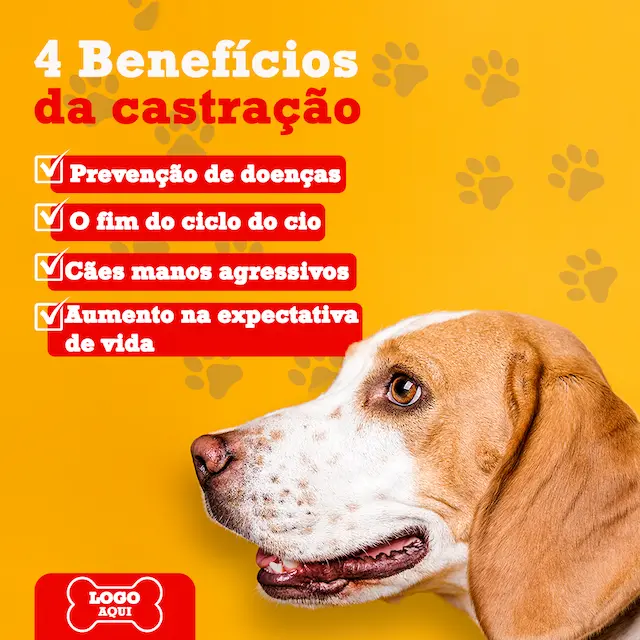 4 Benefícios
da castração
Prevenção de doenças
O fim do ciclo do cio
Cães manos agressivos
Aumento na expectativa
de vida
LOGO
AQUI